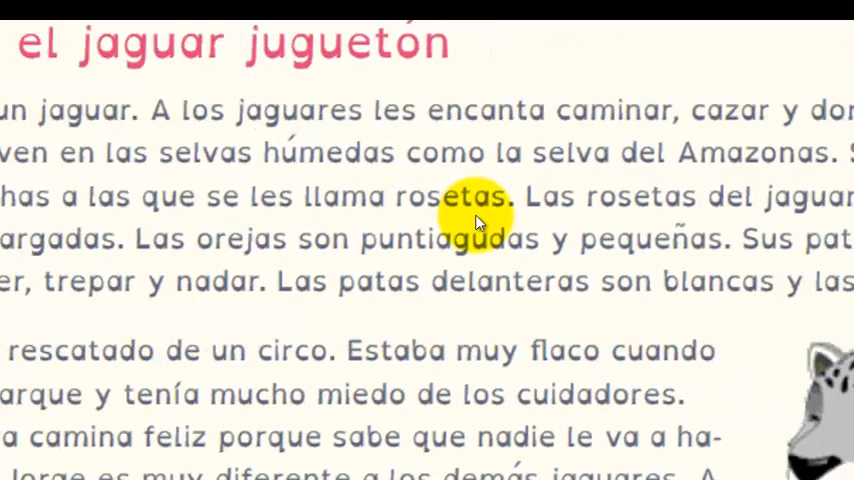 el jaguar juguetón
un jaguar. A los jaguares les encanta caminar, cazar y dor
ven en las selvas húmedas como la selva del Amazonas. S
has a las que se les llama rosetas. Las rosetas del jaguar
argadas. Las orejas son puntiagudas y pequeñas. Sus pat
er, trepar y nadar. Las patas delanteras son blancas y las
rescatado de un circo. Estaba muy flaco cuando
arque y tenía mucho miedo de los cuidadores.
a camina feliz porque sabe que nadie le va a ha-
Jorge es muy diferente a los demás jaguares. A